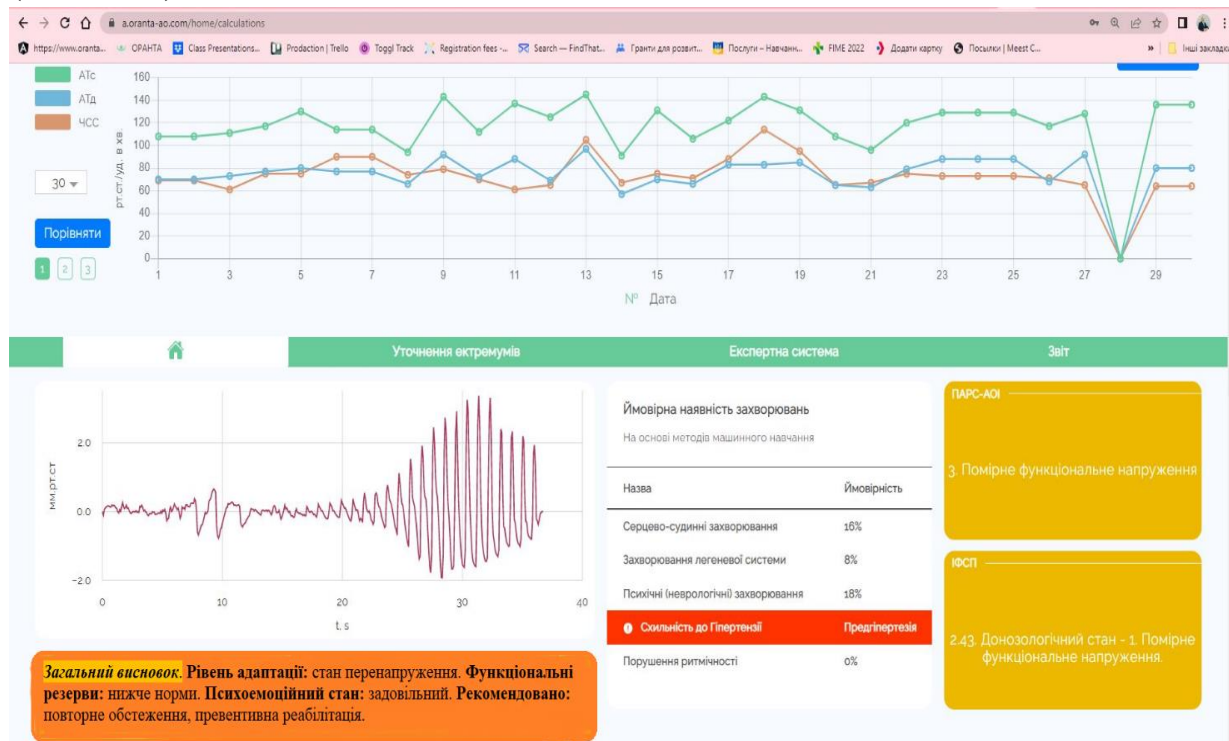 a.oranta-ao.com/home/calculations
https://www.oranta... ОРАНТА Class Presentations... Prodaction | Trello Toggl Track Registration fees -... Search — FindThat... Гранти для розвит... Послуги – Навчанн... FIME 2022 Додати картку Посылки | Meest C... » Інші закладки
АТс
АТд
ЧСС
30
Порівняти
1 2 3
рт.ст./уд. в хв.
160
140
120
100
80
60
40
20
0
1 3 5 7 9 11 13 15 17 19 21 23 25 27 29
№ Дата
Уточнення екстремумів Експертна система Звіт
мм.рт.ст
2.0
0.0
−2.0
0 10 20 30 40
t, s
Ймовірна наявність захворювань
На основі методів машинного навчання
Назва Ймовірність
Серцево-судинні захворювання 16%
Захворювання легеневої системи 8%
Психічні (неврологічні) захворювання 18%
Схильність до Гіпертензії Предгіпертезія
Порушення ритмічності 0%
ПАРС-АОІ
3. Помірне функціональне напруження
ІФСП
2.43. Донозологічний стан - 1. Помірне
функціональне напруження.
Загальний висновок. Рівень адаптації: стан перенапруження. Функціональні
резерви: нижче норми. Психоемоційний стан: задовільний. Рекомендовано:
повторне обстеження, превентивна реабілітація.